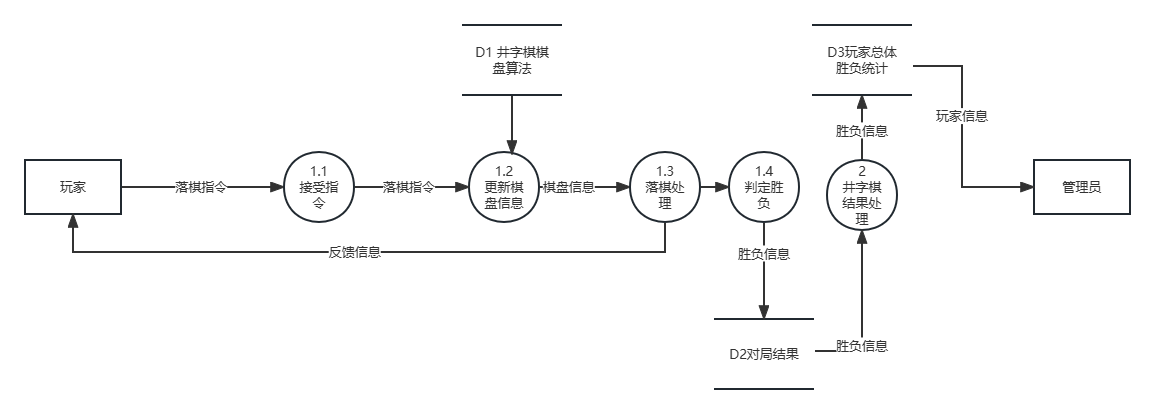 D1 井字棋棋
盘算法
D3玩家总体
胜负统计
玩家信息
胜负信息
玩家
落棋指令
1.1
接受指
令
落棋指令
1.2
更新棋
盘信息
棋盘信息
1.3
落棋处
理
1.4
判定胜
负
2
井字棋
结果处
理
管理员
反馈信息
胜负信息
D2对局结果
胜负信息